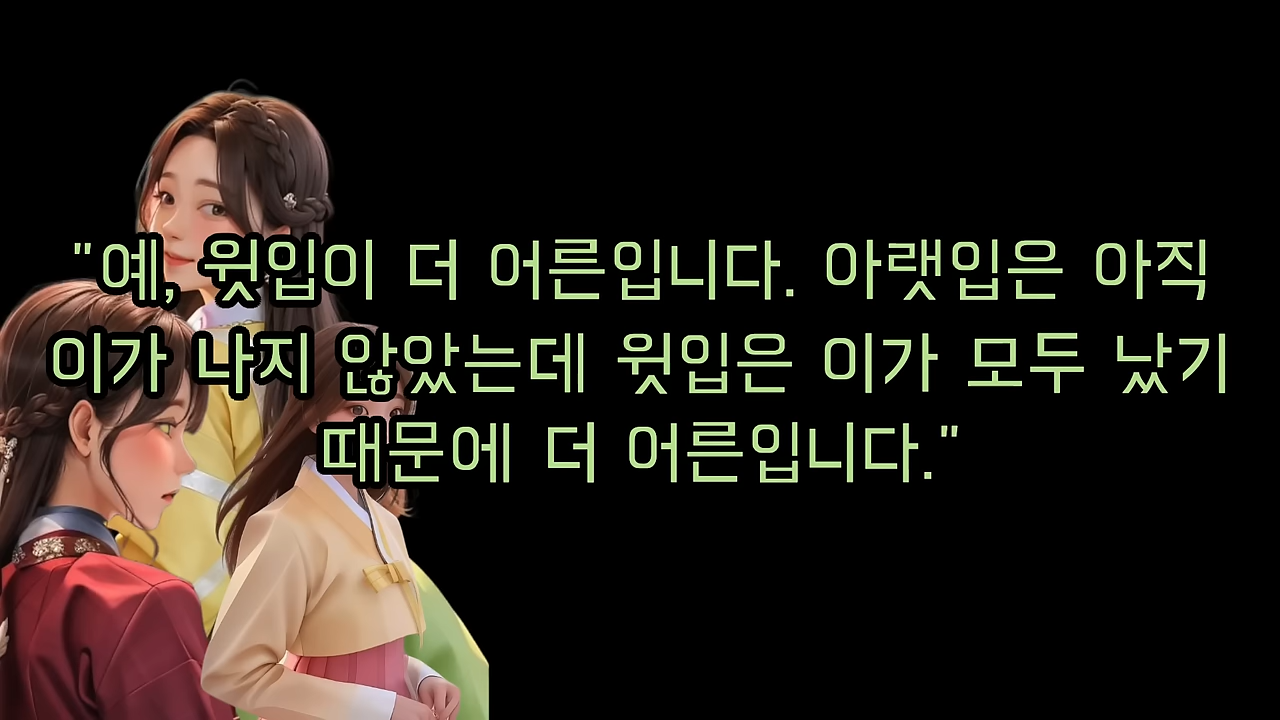 "예, 윗입이 더 어른입니다. 아랫입은 아직
이가 나지 않았는데 윗입은 이가 모두 났기
때문에 더 어른입니다."